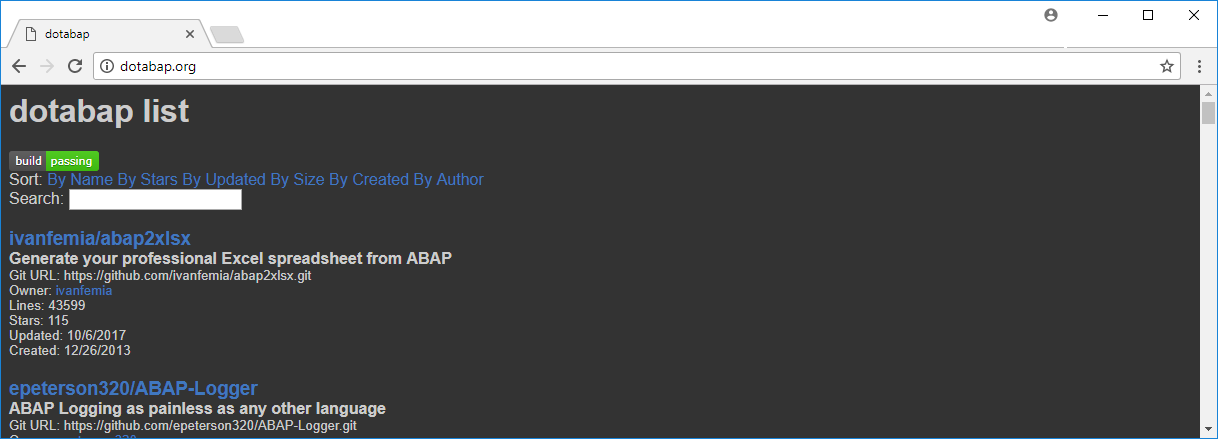 dotabap
dotabap.org
dotabap list
build passing
Sort: By Name By Stars By Updated By Size By Created By Author
Search:
ivanfemia/abap2xlsx
Generate your professional Excel spreadsheet from ABAP
Git URL: https://github.com/ivanfemia/abap2xlsx.git
Owner: ivanfemia
Lines: 43599
Stars: 115
Updated: 10/6/2017
Created: 12/26/2013
epeterson320/ABAP-Logger
ABAP Logging as painless as any other language
Git URL: https://github.com/epeterson320/ABAP-Logger.git